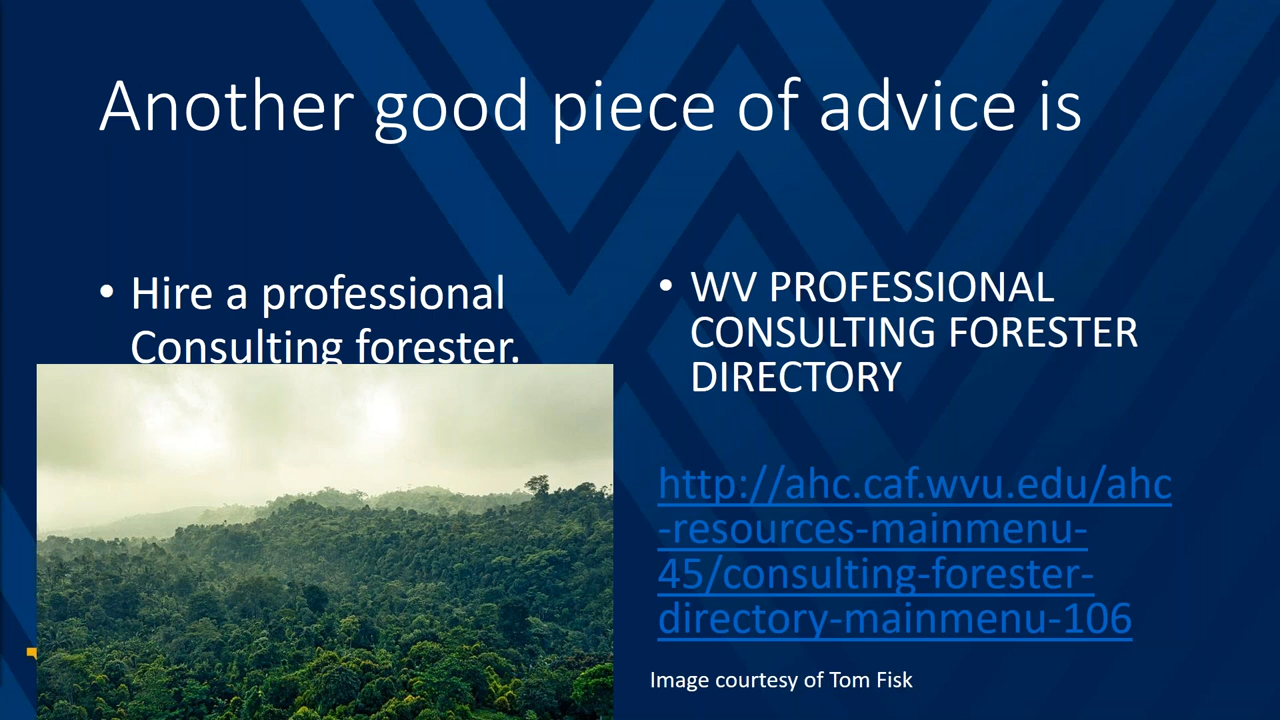 Another good piece of advice is
• Hire a professional
Consulting forester.
• WV PROFESSIONAL
CONSULTING FORESTER
DIRECTORY
http://ahc.caf.wvu.edu/ahc
-resources-mainmenu-
45/consulting-forester-
directory-mainmenu-106
Image courtesy of Tom Fisk